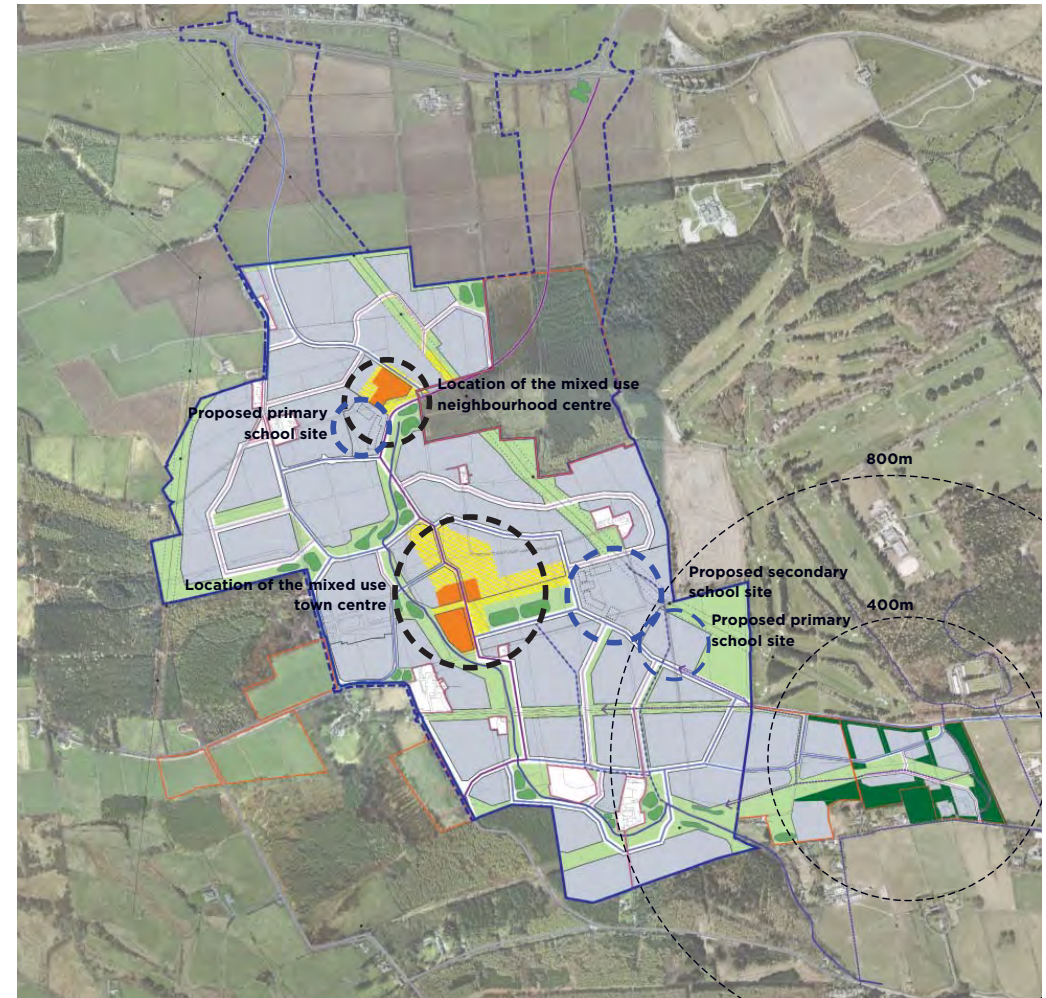 Location of the mixed use
neighbourhood centre
Proposed primary
school site
800m
Location of the mixed use
town centre
Proposed secondary
school site
400m
Proposed primary
school site